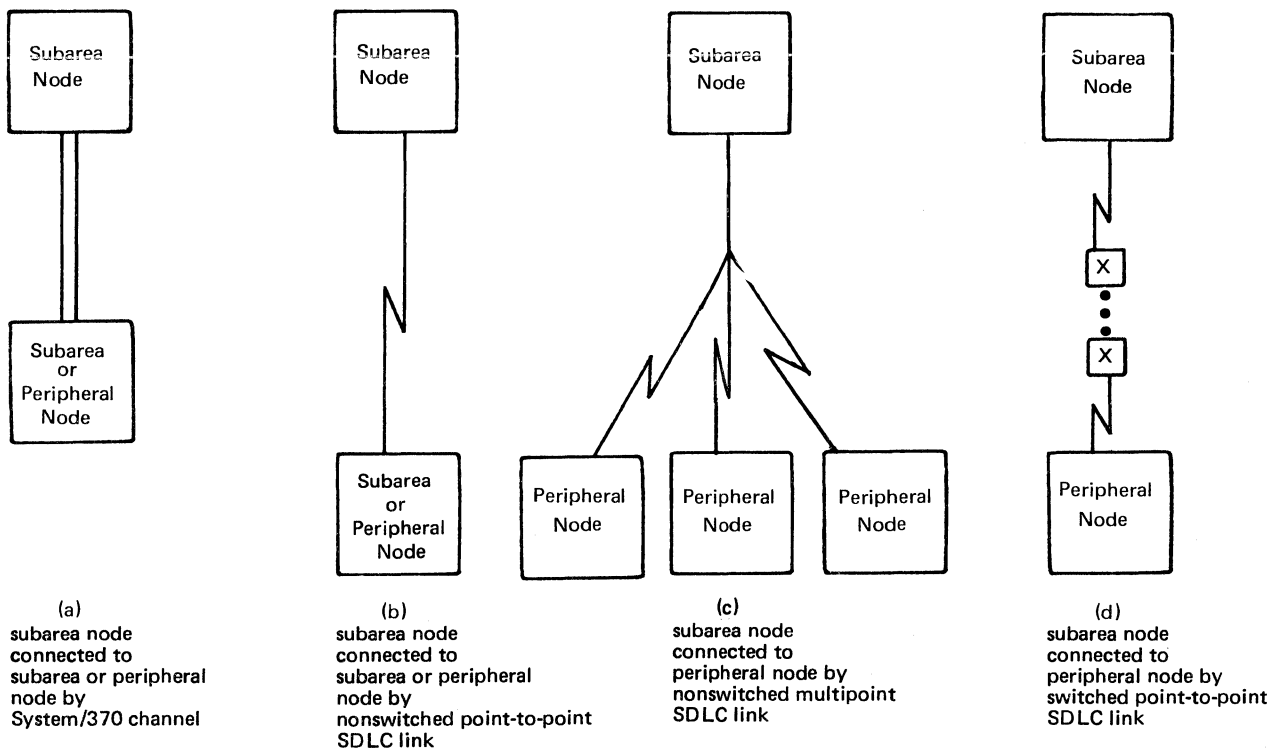 Subarea
Node
Subarea
or
Peripheral
Node
(a)
subarea node
connected to
subarea or peripheral
node by
System/370 channel
Subarea
Node
Subarea
or
Peripheral
Node
(b)
subarea node
connected to
subarea or peripheral
node by
nonswitched point-to-point
SDLC link
Subarea
Node
Peripheral
Node
Peripheral
Node
Peripheral
Node
(c)
subarea node
connected to
peripheral node by
nonswitched multipoint
SDLC link
Subarea
Node
X
X
Peripheral
Node
(d)
subarea node
connected to
peripheral node by
switched point-to-point
SDLC link